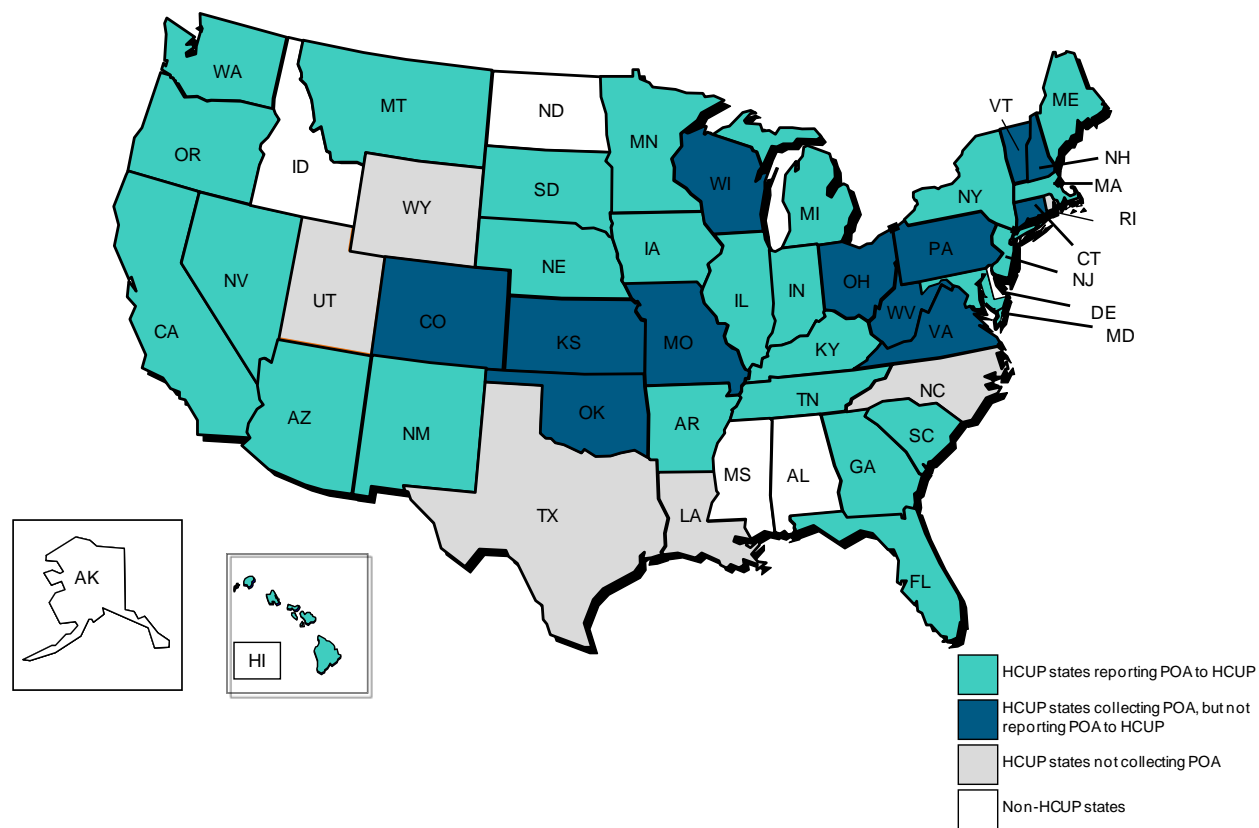 WA
MT
ND
MN
VT
ME
OR
ID
SD
WI
NH
MA
WY
MI
NY
RI
IA
NE
PA
CT
NV
IL
IN
OH
NJ
UT
CO
WV
DE
CA
KS
MO
VA
MD
KY
NC
TN
AZ
NM
OK
AR
SC
GA
MS
AL
TX
LA
FL
AK
HI
HCUP states reporting POA to HCUP
HCUP states collecting POA, but not
reporting POA to HCUP
HCUP states not collecting POA
Non-HCUP states